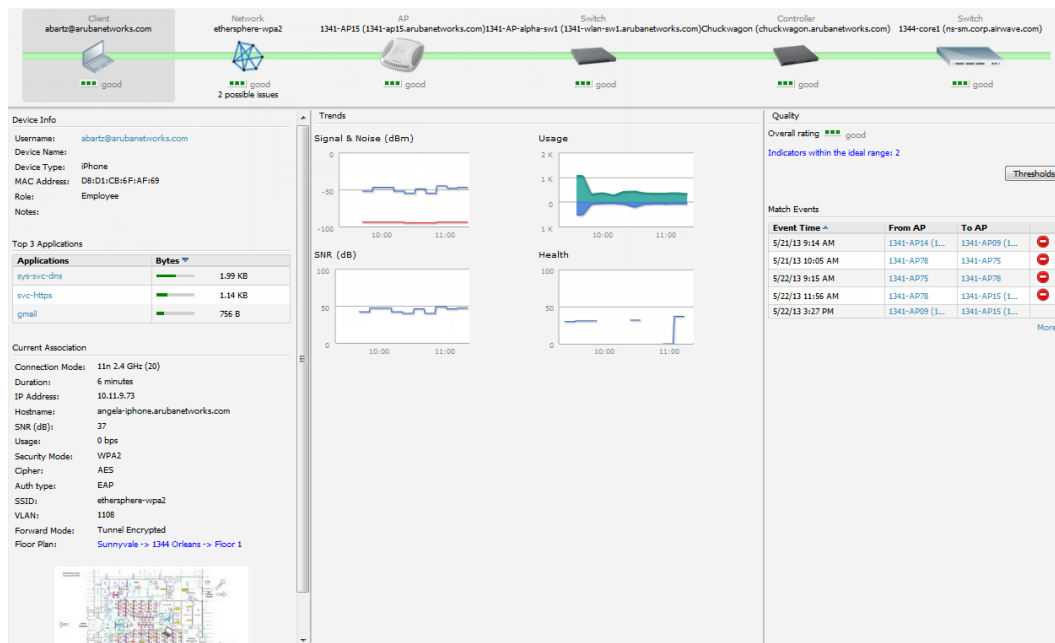 Client
Network
AP
Switch
Controller
Switch
abartz@arubanetworks.com
ethersphere-wpa2
1341-AP15 (1341-ap15.arubanetworks.com)
1341-AP-alpha-sw1 (1341-wlan-sw1.arubanetworks.com)
Chuckwagon (chuckwagon.arubanetworks.com)
1344-core1 (ns-sm.corp.airwave.com)
good
good
good
good
good
good
2 possible issues
Device Info
Username: abartz@arubanetworks.com
Device Name:
Device Type: iPhone
MAC Address: D8:D1:CB:6F:AF:69
Role: Employee
Notes:
Top 3 Applications
Applications Bytes
sys-svc-dns 1.99 KB
svc-https 1.14 KB
gmail 756 B
Current Association
Connection Mode: 11n 2.4 GHz (20)
Duration: 6 minutes
IP Address: 10.11.9.73
Hostname: angela-iphone.arubanetworks.com
SNR (dB): 37
Usage: 0 bps
Security Mode: WPA2
Cipher: AES
Auth type: EAP
SSID: ethersphere-wpa2
VLAN: 1108
Forward Mode: Tunnel Encrypted
Floor Plan: Sunnyvale -> 1344 Orleans -> Floor 1
Trends
Signal & Noise (dBm)
0
-50
-100
10:00 11:00
Usage
2 K
1 K
0
1 K
10:00 11:00
SNR (dB)
100
50
0
10:00 11:00
Health
100
50
0
10:00 11:00
Quality
Overall rating good
Indicators within the ideal range: 2
Thresholds
Match Events
Event Time From AP To AP
5/21/13 9:14 AM 1341-AP14 (1... 1341-AP09 (1...
5/21/13 10:05 AM 1341-AP78 1341-AP75
5/22/13 9:15 AM 1341-AP75 1341-AP78
5/22/13 11:56 AM 1341-AP78 1341-AP15 (1...
5/22/13 3:27 PM 1341-AP09 (1... 1341-AP15 (1...
More